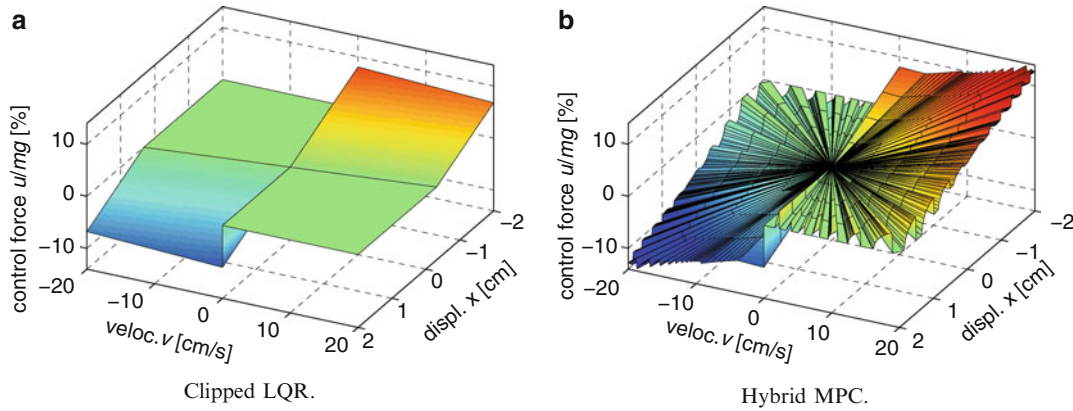 a
control force u/mg [%]
10
0
−10
−20
−10
0
10
20
veloc. v [cm/s]
2
1
0
−1
−2
displ. x [cm]
Clipped LQR.
b
control force u/mg [%]
10
0
−10
−20
−10
0
10
20
veloc. v [cm/s]
2
1
0
−1
−2
displ. x [cm]
Hybrid MPC.